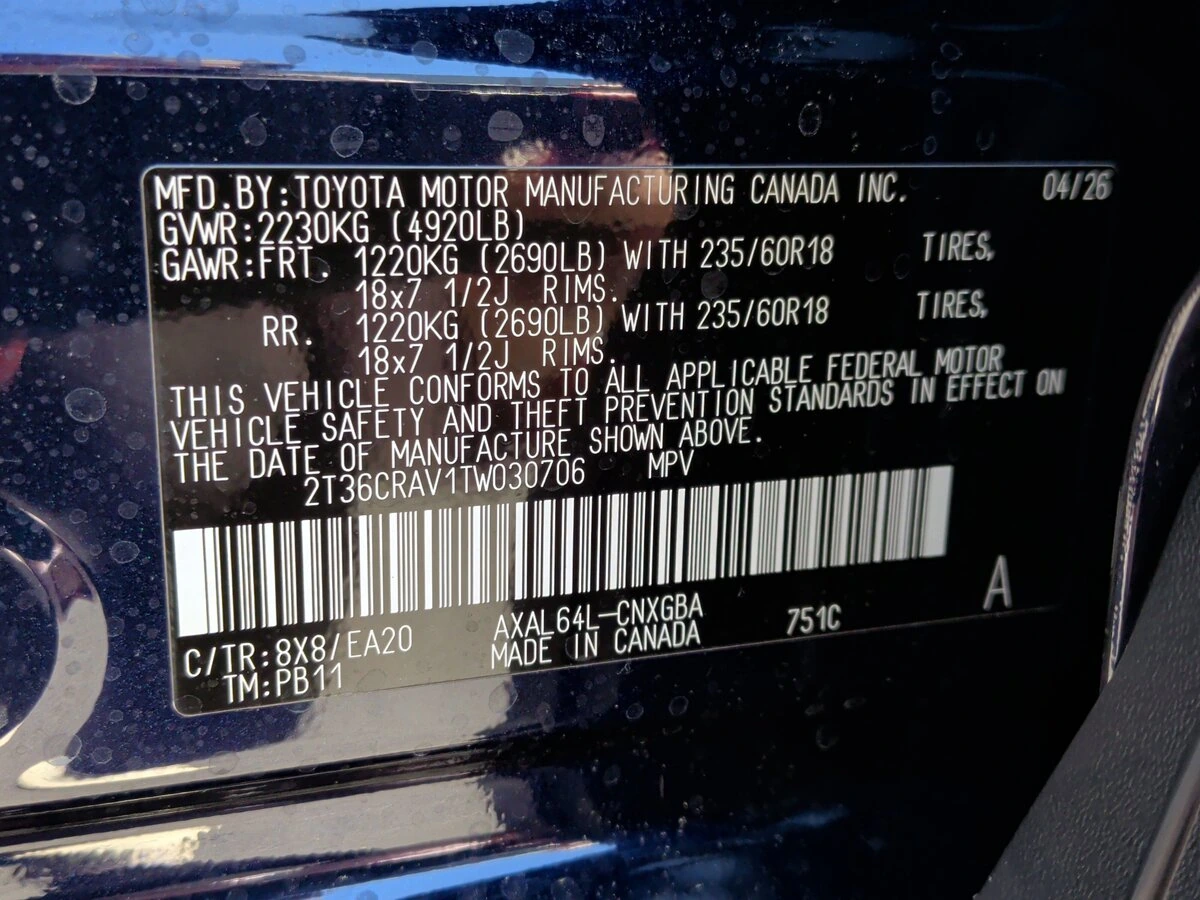 MFD.BY:TOYOTA MOTOR MANUFACTURING CANADA INC. 04/26
GVWR:2230KG (4920LB)
GAWR:FRT. 1220KG (2690LB) WITH 235/60R18 TIRES,
18x7 1/2J RIMS.
RR. 1220KG (2690LB) WITH 235/60R18 TIRES,
18x7 1/2J RIMS.
THIS VEHICLE CONFORMS TO ALL APPLICABLE FEDERAL MOTOR
VEHICLE SAFETY AND THEFT PREVENTION STANDARDS IN EFFECT ON
THE DATE OF MANUFACTURE SHOWN ABOVE.
2T36CRAV1TW030706 MPV
C/TR:8X8/EA20 AXAL64L-CNXGBA 751C A
TM:PB11 MADE IN CANADA